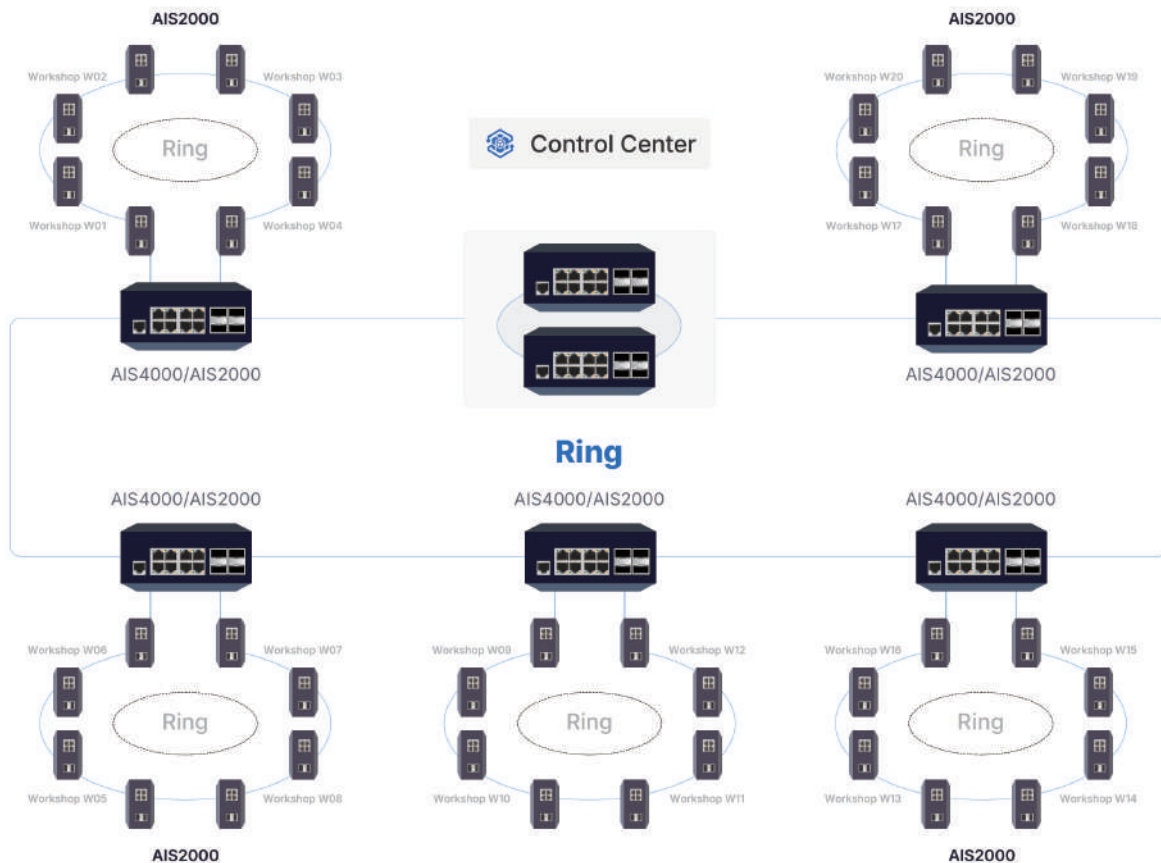 AIS2000
AIS2000
Workshop W02
Workshop W03
Workshop W20
Workshop W19
Ring
Control Center
Ring
Workshop W01
Workshop W04
Workshop W17
Workshop W18
AIS4000/AIS2000
AIS4000/AIS2000
Ring
AIS4000/AIS2000
AIS4000/AIS2000
AIS4000/AIS2000
Workshop W06
Workshop W07
Workshop W09
Workshop W12
Workshop W16
Workshop W15
Ring
Ring
Ring
Workshop W05
Workshop W08
Workshop W10
Workshop W11
Workshop W13
Workshop W14
AIS2000
AIS2000